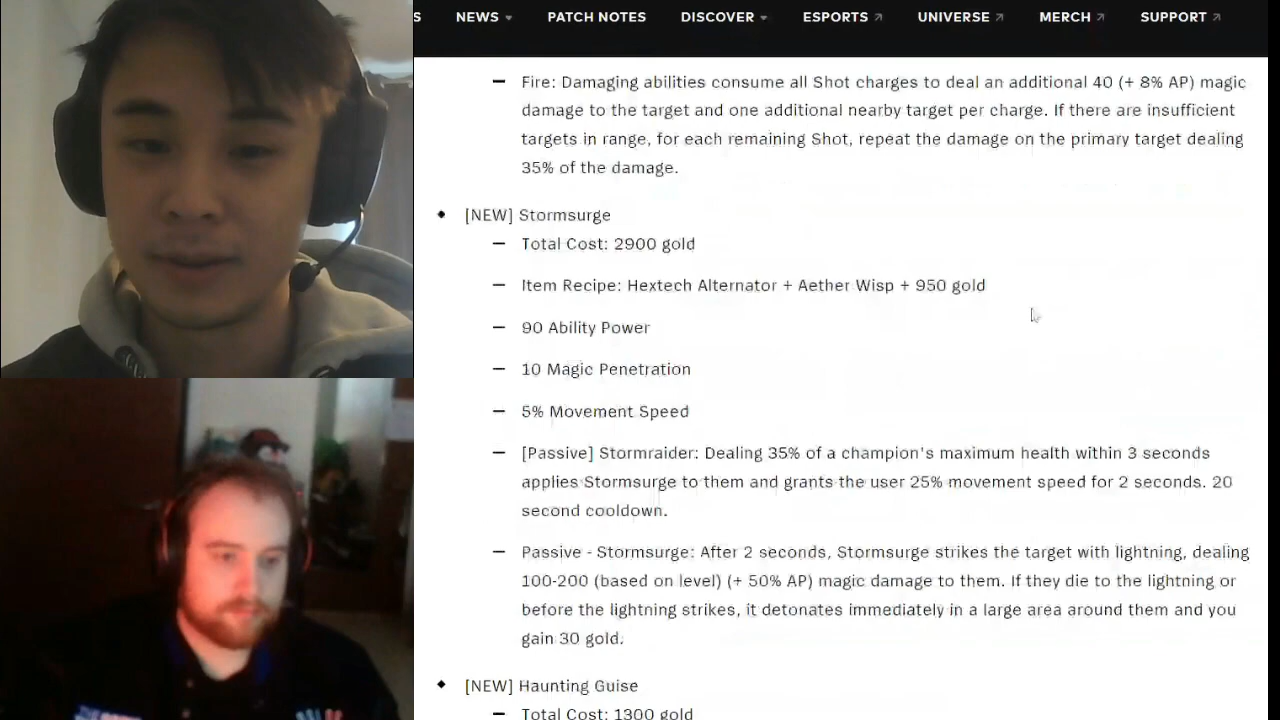 S NEWS PATCH NOTES DISCOVER ESPORTS UNIVERSE MERCH SUPPORT
– Fire: Damaging abilities consume all Shot charges to deal an additional 40 (+ 8% AP) magic
damage to the target and one additional nearby target per charge. If there are insufficient
targets in range, for each remaining Shot, repeat the damage on the primary target dealing
35% of the damage.
[NEW] Stormsurge
– Total Cost: 2900 gold
– Item Recipe: Hextech Alternator + Aether Wisp + 950 gold
– 90 Ability Power
– 10 Magic Penetration
– 5% Movement Speed
– [Passive] Stormraider: Dealing 35% of a champion's maximum health within 3 seconds
applies Stormsurge to them and grants the user 25% movement speed for 2 seconds. 20
second cooldown.
– Passive - Stormsurge: After 2 seconds, Stormsurge strikes the target with lightning, dealing
100-200 (based on level) (+ 50% AP) magic damage to them. If they die to the lightning or
before the lightning strikes, it detonates immediately in a large area around them and you
gain 30 gold.
[NEW] Haunting Guise
– Total Cost: 1300 gold